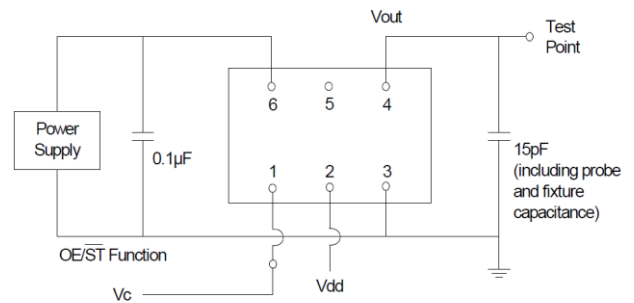 Vout
Test
Point
6 5 4
Power
Supply
0.1µF
15pF
(including probe
and fixture
capacitance)
1 2 3
OE/S̅T̅ Function
Vdd
Vc